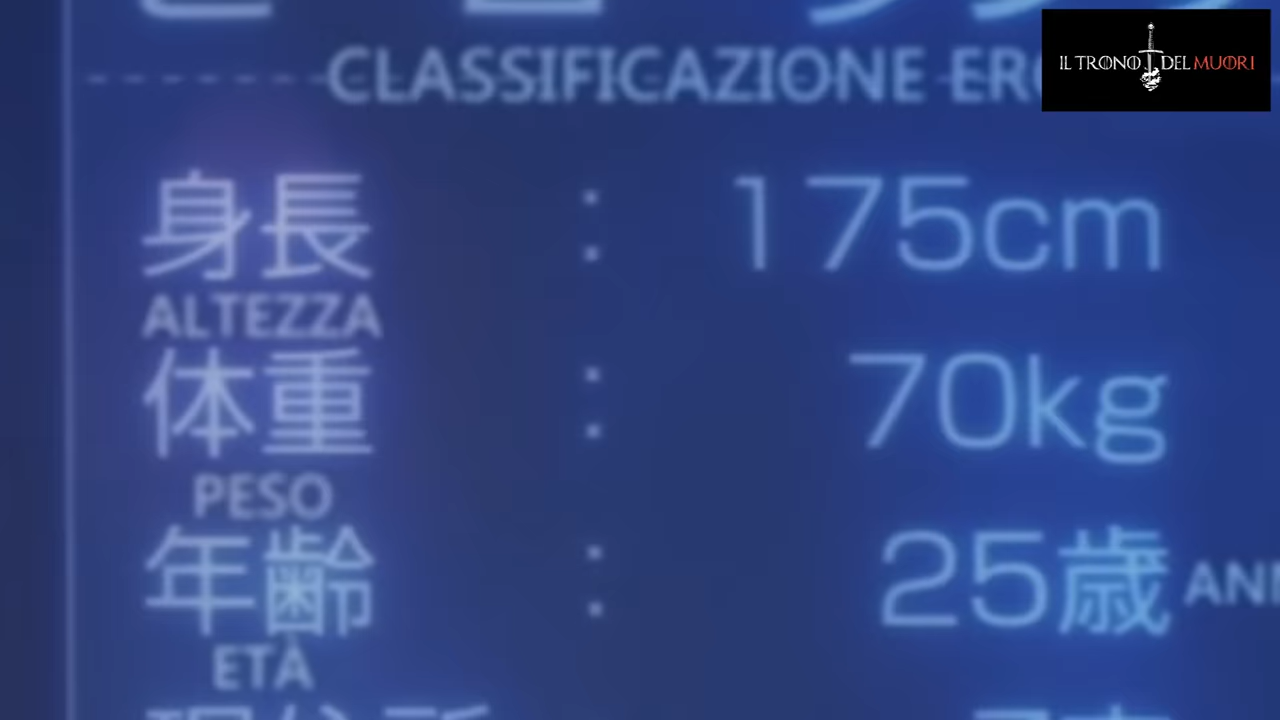 CLASSIFICAZIONE
IL TRONO DEL MUORI
身長 : 175cm
ALTEZZA
体重 : 70kg
PESO
年齢 : 25歳
ETÀ